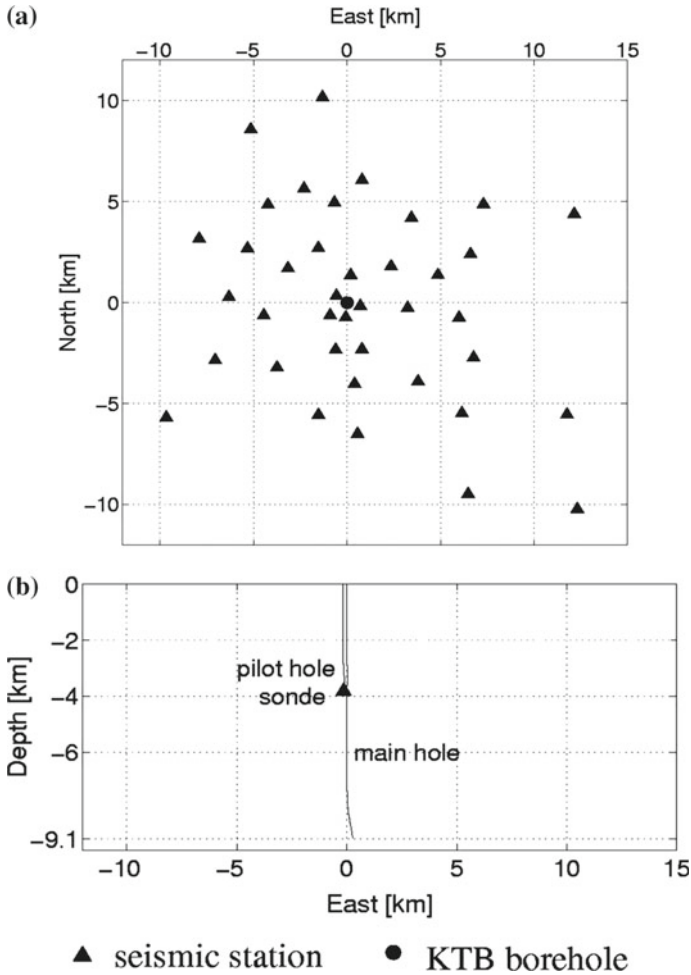 (a)
East [km]
−10 −5 0 5 10 15
10
5
0
−5
−10
North [km]
(b)
0
−2
−4
−6
−9.1
Depth [km]
pilot hole
sonde
main hole
−10 −5 0 5 10 15
East [km]
▲ seismic station ● KTB borehole